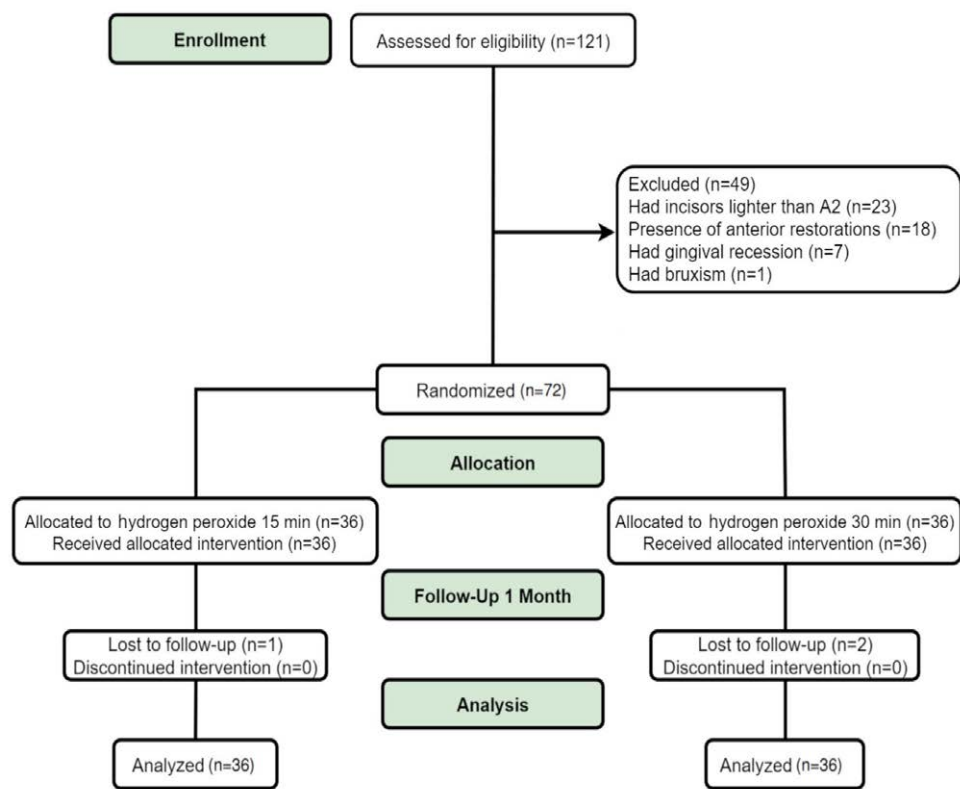 Enrollment
Assessed for eligibility (n=121)
Excluded (n=49)
Had incisors lighter than A2 (n=23)
Presence of anterior restorations (n=18)
Had gingival recession (n=7)
Had bruxism (n=1)
Randomized (n=72)
Allocation
Allocated to hydrogen peroxide 15 min (n=36)
Received allocated intervention (n=36)
Allocated to hydrogen peroxide 30 min (n=36)
Received allocated intervention (n=36)
Follow-Up 1 Month
Lost to follow-up (n=1)
Discontinued intervention (n=0)
Lost to follow-up (n=2)
Discontinued intervention (n=0)
Analysis
Analyzed (n=36)
Analyzed (n=36)